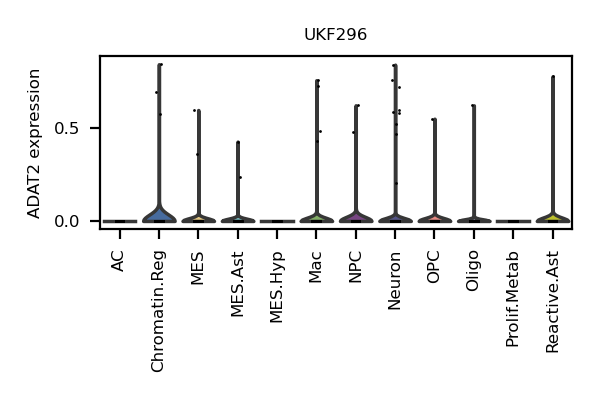 UKF296
ADAT2 expression
0.5
0.0
AC
Chromatin.Reg
MES
MES.Ast
MES.Hyp
Mac
NPC
Neuron
OPC
Oligo
Prolif.Metab
Reactive.Ast